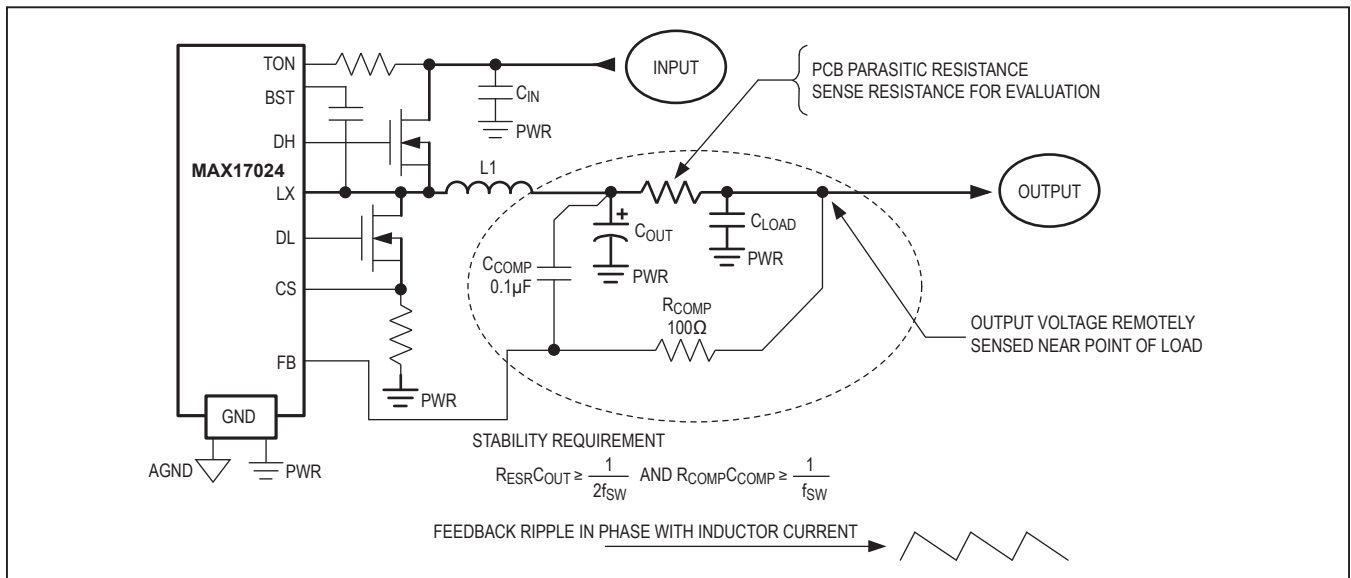 TON
INPUT
PCB PARASITIC RESISTANCE
SENSE RESISTANCE FOR EVALUATION
BST
C_IN
PWR
DH
MAX17024
L1
LX
OUTPUT
C_OUT
C_LOAD
DL
PWR
PWR
C_COMP
0.1µF
CS
R_COMP
100Ω
OUTPUT VOLTAGE REMOTELY
SENSED NEAR POINT OF LOAD
FB
PWR
GND
STABILITY REQUIREMENT
AGND
PWR
R_ESRC_OUT ≥ 1/2f_SW AND R_COMPC_COMP ≥ 1/f_SW
FEEDBACK RIPPLE IN PHASE WITH INDUCTOR CURRENT